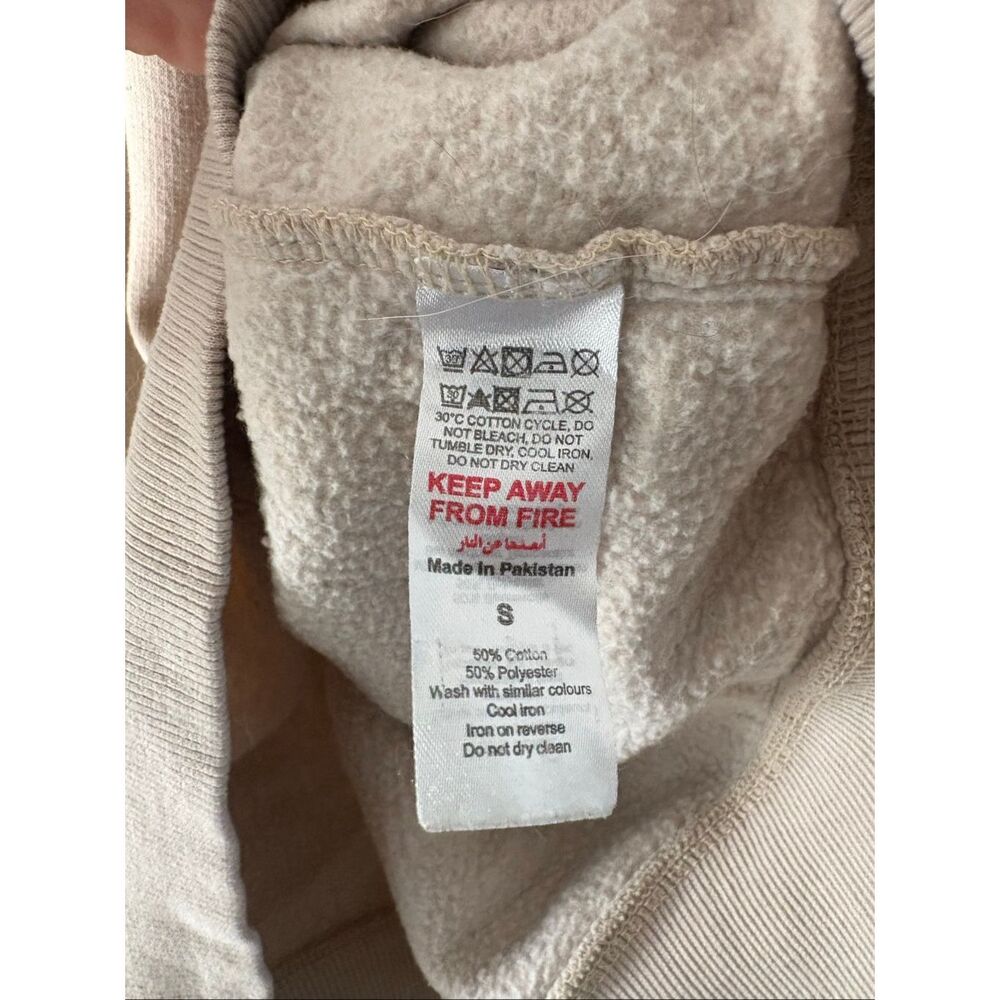 30
30
30°C COTTON CYCLE, DO
NOT BLEACH, DO NOT
TUMBLE DRY, COOL IRON,
DO NOT DRY CLEAN
KEEP AWAY
FROM FIRE
Made In Pakistan
S
50% Cotton
50% Polyester
Wash with similar colours
Cool iron
Iron on reverse
Do not dry clean